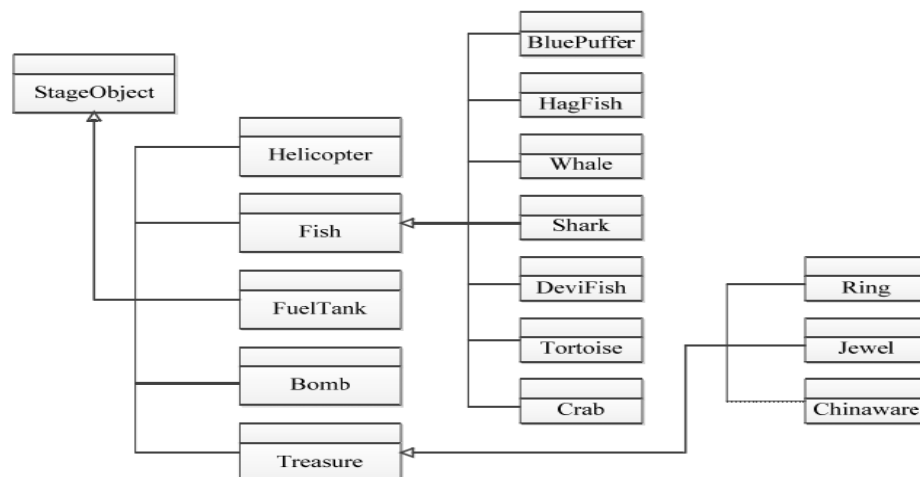 StageObject
Helicopter
Fish
FuelTank
Bomb
Treasure
BluePuffer
HagFish
Whale
Shark
DeviFish
Tortoise
Crab
Ring
Jewel
Chinaware